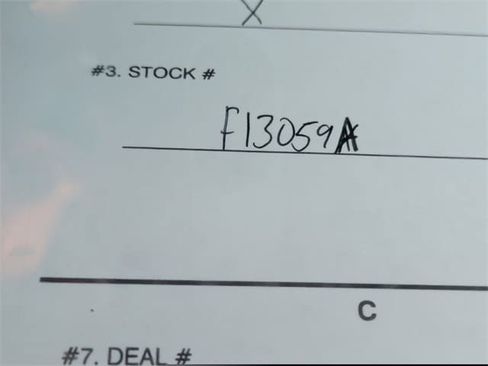 X
#3. STOCK #
F13059A
C
#7. DEAL #